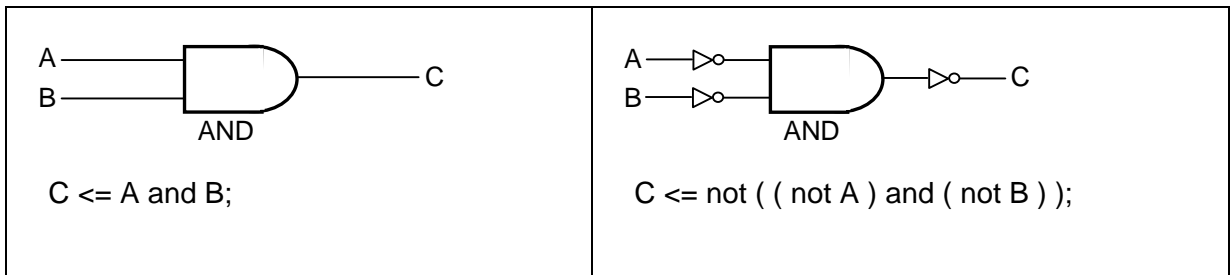 A
B
C
AND
C <= A and B;
A
B
C
AND
C <= not ( ( not A ) and ( not B ) );